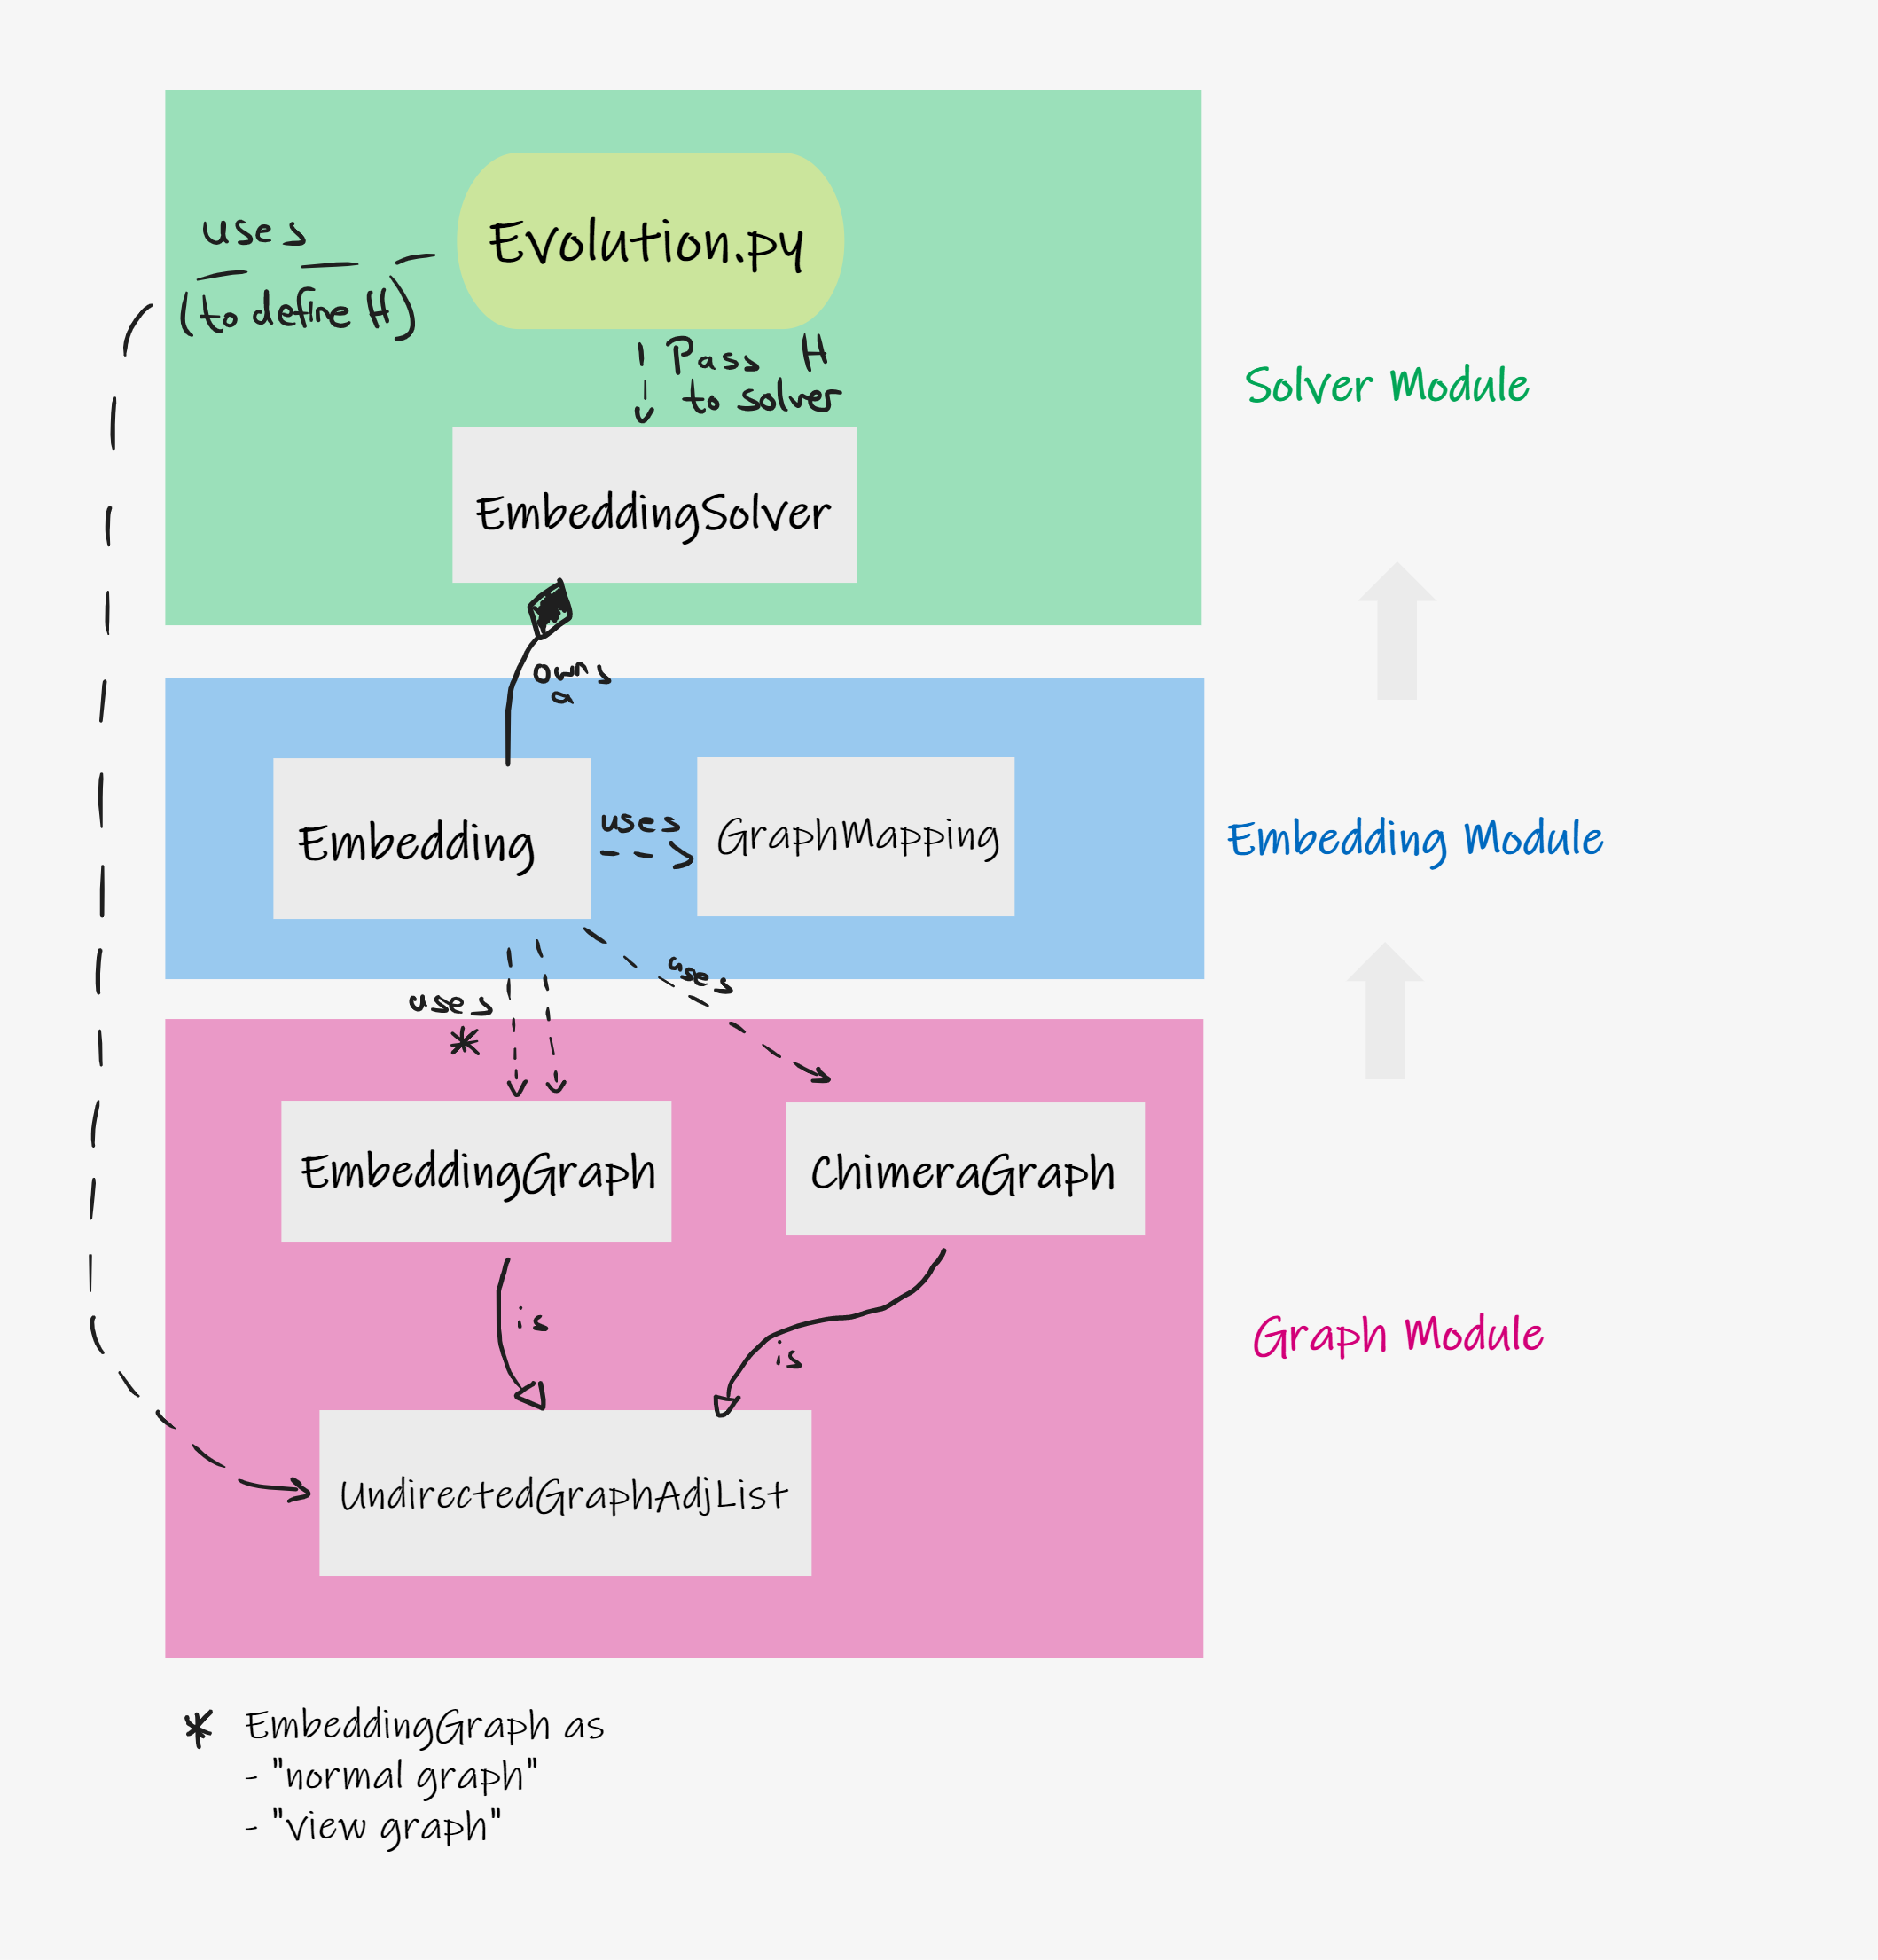 Evolution.py
uses
(to define H)
Pass H
to solver
Solver Module
EmbeddingSolver
owns
a
Embedding
uses
GraphMapping
Embedding Module
uses
uses
*
EmbeddingGraph
ChimeraGraph
is
is
Graph Module
UndirectedGraphAdjList
* EmbeddingGraph as
- "normal graph"
- "view graph"